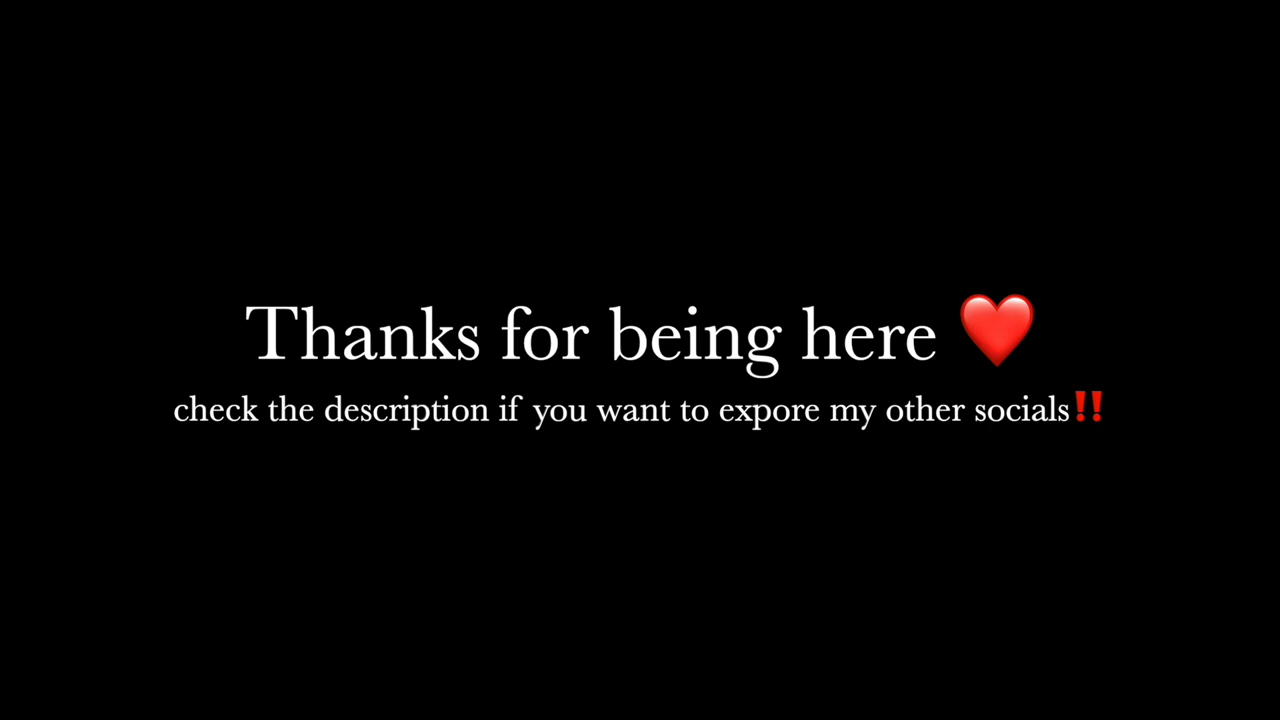 Thanks for being here ❤️
check the description if you want to expore my other socials‼️